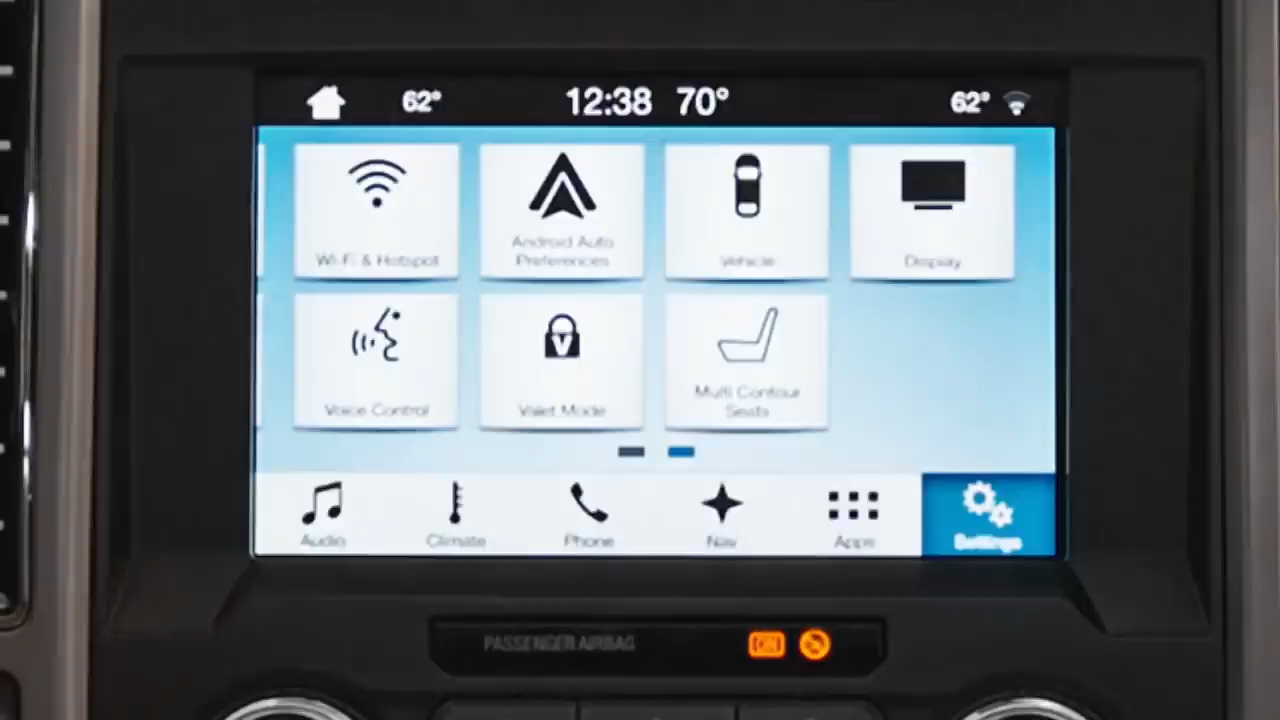 62° 12:38 70° 62°
Wi-Fi & Hotspot
Android Auto
Preferences
Vehicle
Display
Voice Control
Valet Mode
Multi Contour
Seats
Audio
Climate
Phone
Nav
Apps
Settings
PASSENGER AIRBAG
ON